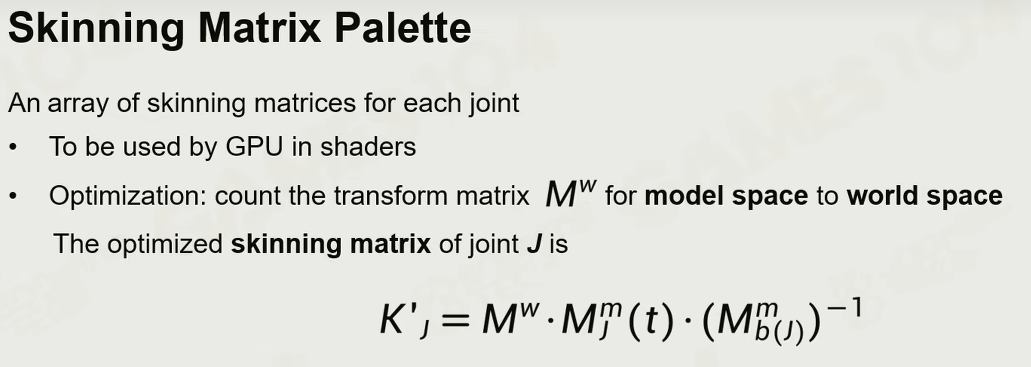 Skinning Matrix Palette
An array of skinning matrices for each joint
• To be used by GPU in shaders
• Optimization: count the transform matrix M^w for model space to world space
The optimized skinning matrix of joint J is
K'_J = M^w · M_J^m(t) · (M_{b(J)}^m)^{-1}
GAMES 104